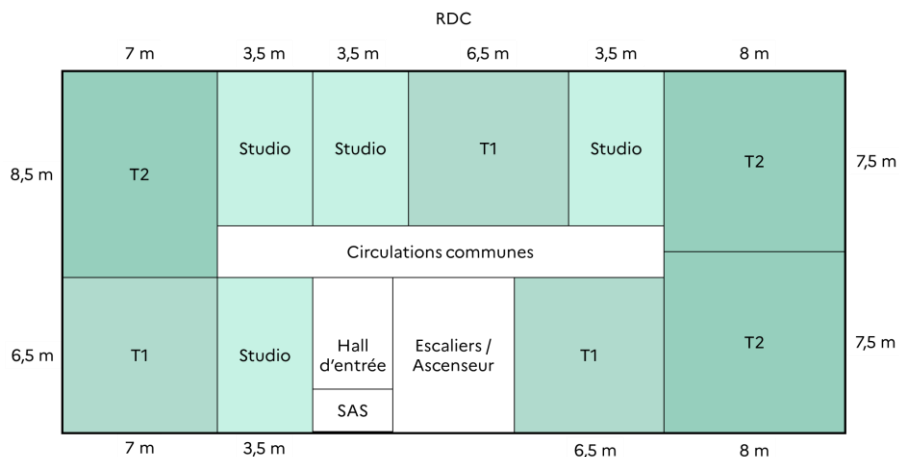 RDC
7 m
3,5 m
3,5 m
6,5 m
3,5 m
8 m
8,5 m
T2
Studio
Studio
T1
Studio
T2
7,5 m
Circulations communes
6,5 m
T1
Studio
Hall
d’entrée
SAS
Escaliers /
Ascenseur
T1
T2
7,5 m
7 m
3,5 m
6,5 m
8 m